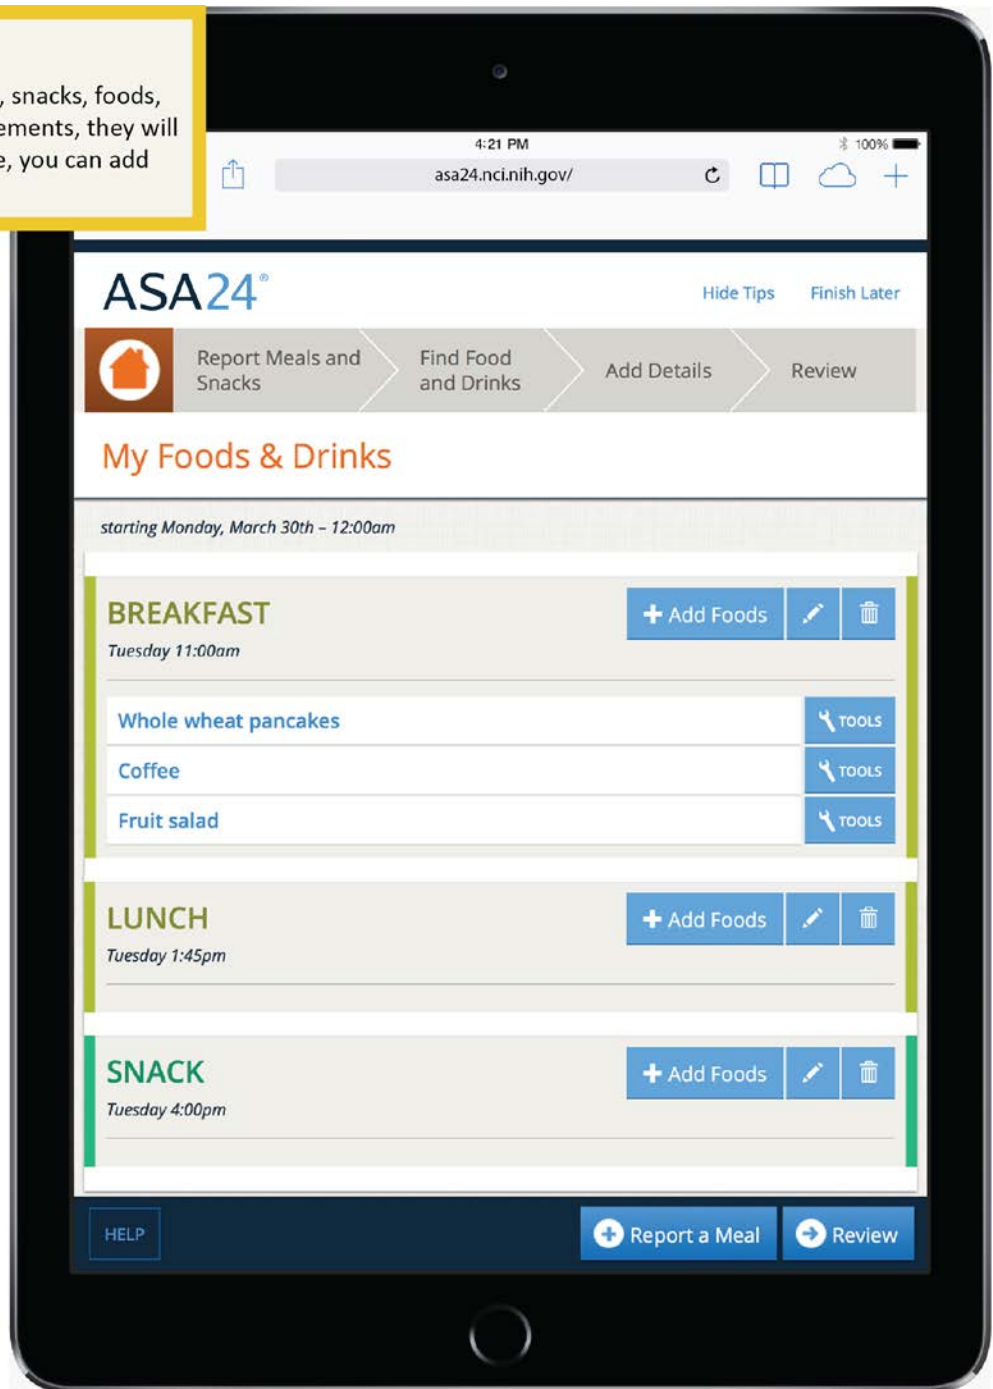 , snacks, foods,
ements, they will
e, you can add
4:21 PM
100%
asa24.nci.nih.gov/
ASA24®
Hide Tips
Finish Later
Report Meals and
Snacks
Find Food
and Drinks
Add Details
Review
My Foods & Drinks
starting Monday, March 30th – 12:00am
BREAKFAST
+ Add Foods
Tuesday 11:00am
Whole wheat pancakes
TOOLS
Coffee
TOOLS
Fruit salad
TOOLS
LUNCH
+ Add Foods
Tuesday 1:45pm
SNACK
+ Add Foods
Tuesday 4:00pm
HELP
Report a Meal
Review